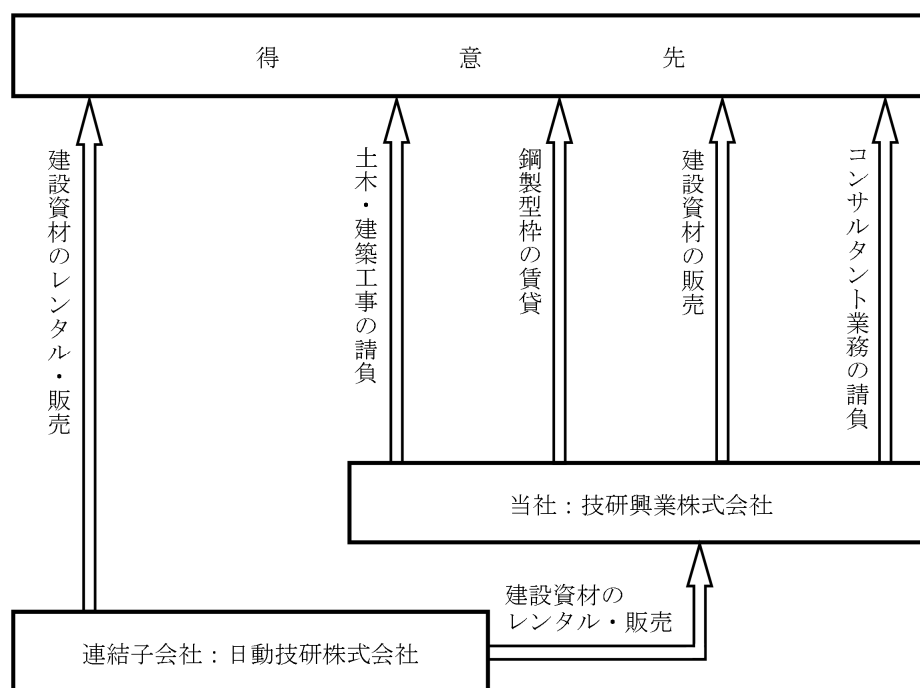 得意先
建設資材のレンタル・販売
土木・建築工事の請負
鋼製型枠の賃貸
建設資材の販売
コンサルタント業務の請負
当社：技研興業株式会社
建設資材の
レンタル・販売
連結子会社：日動技研株式会社